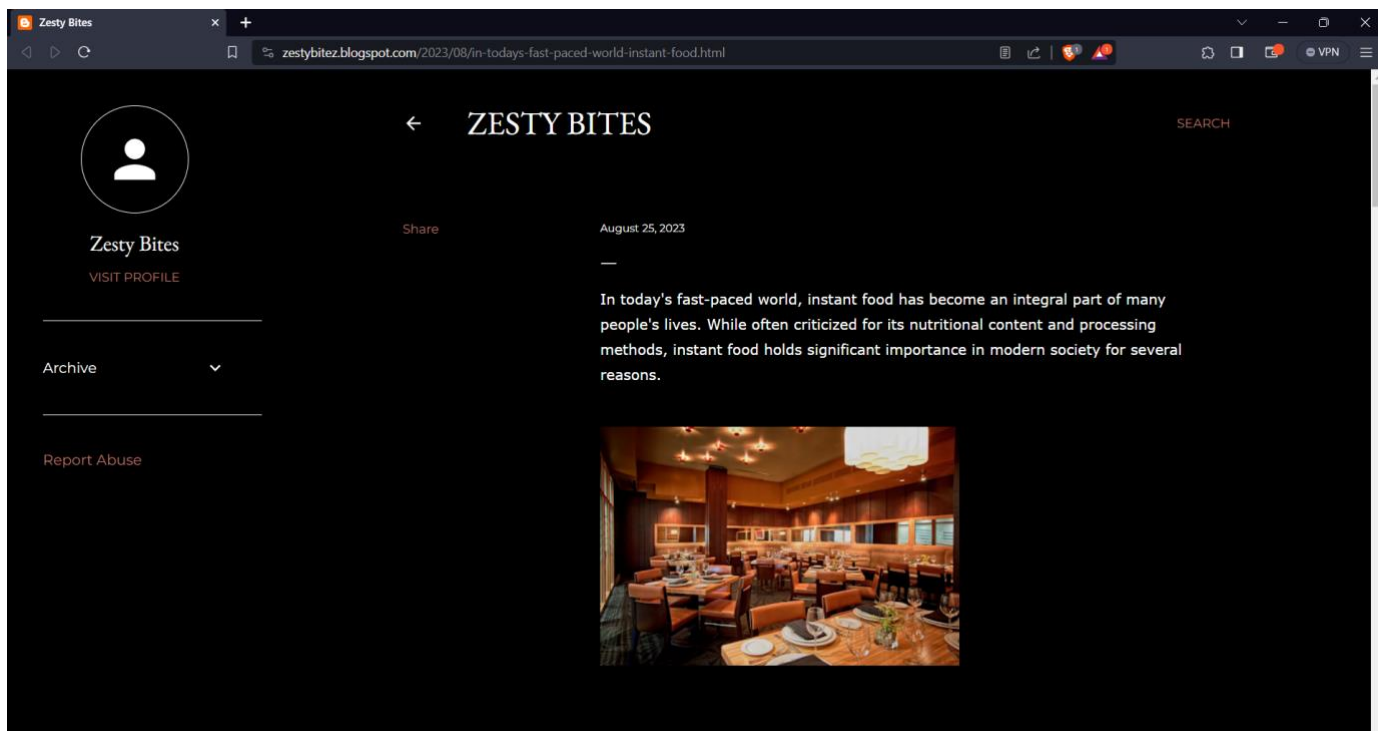 Zesty Bites
zestybitez.blogspot.com/2023/08/in-todays-fast-paced-world-instant-food.html
VPN
ZESTY BITES
SEARCH
Zesty Bites
VISIT PROFILE
Archive
Report Abuse
Share
August 25, 2023
In today's fast-paced world, instant food has become an integral part of many
people's lives. While often criticized for its nutritional content and processing
methods, instant food holds significant importance in modern society for several
reasons.